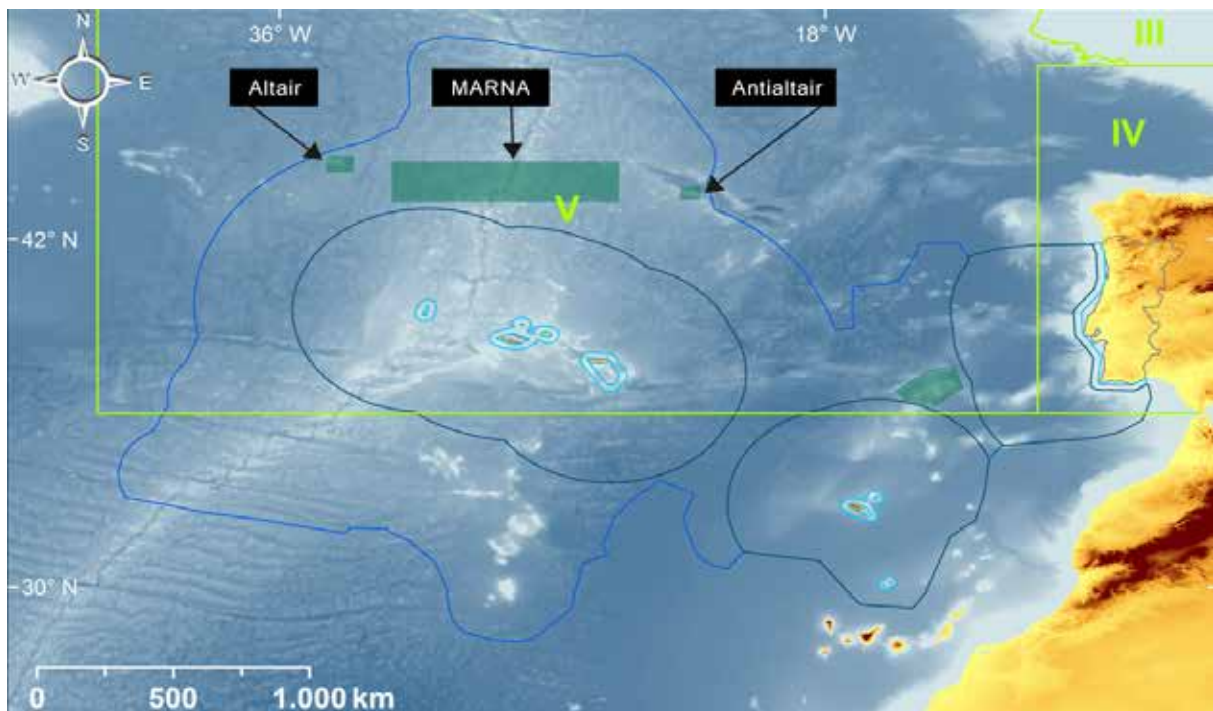 36° W
18° W
III
N
W
E
S
Altair
MARNA
Antialtair
IV
V
42° N
30° N
0
500
1.000 km